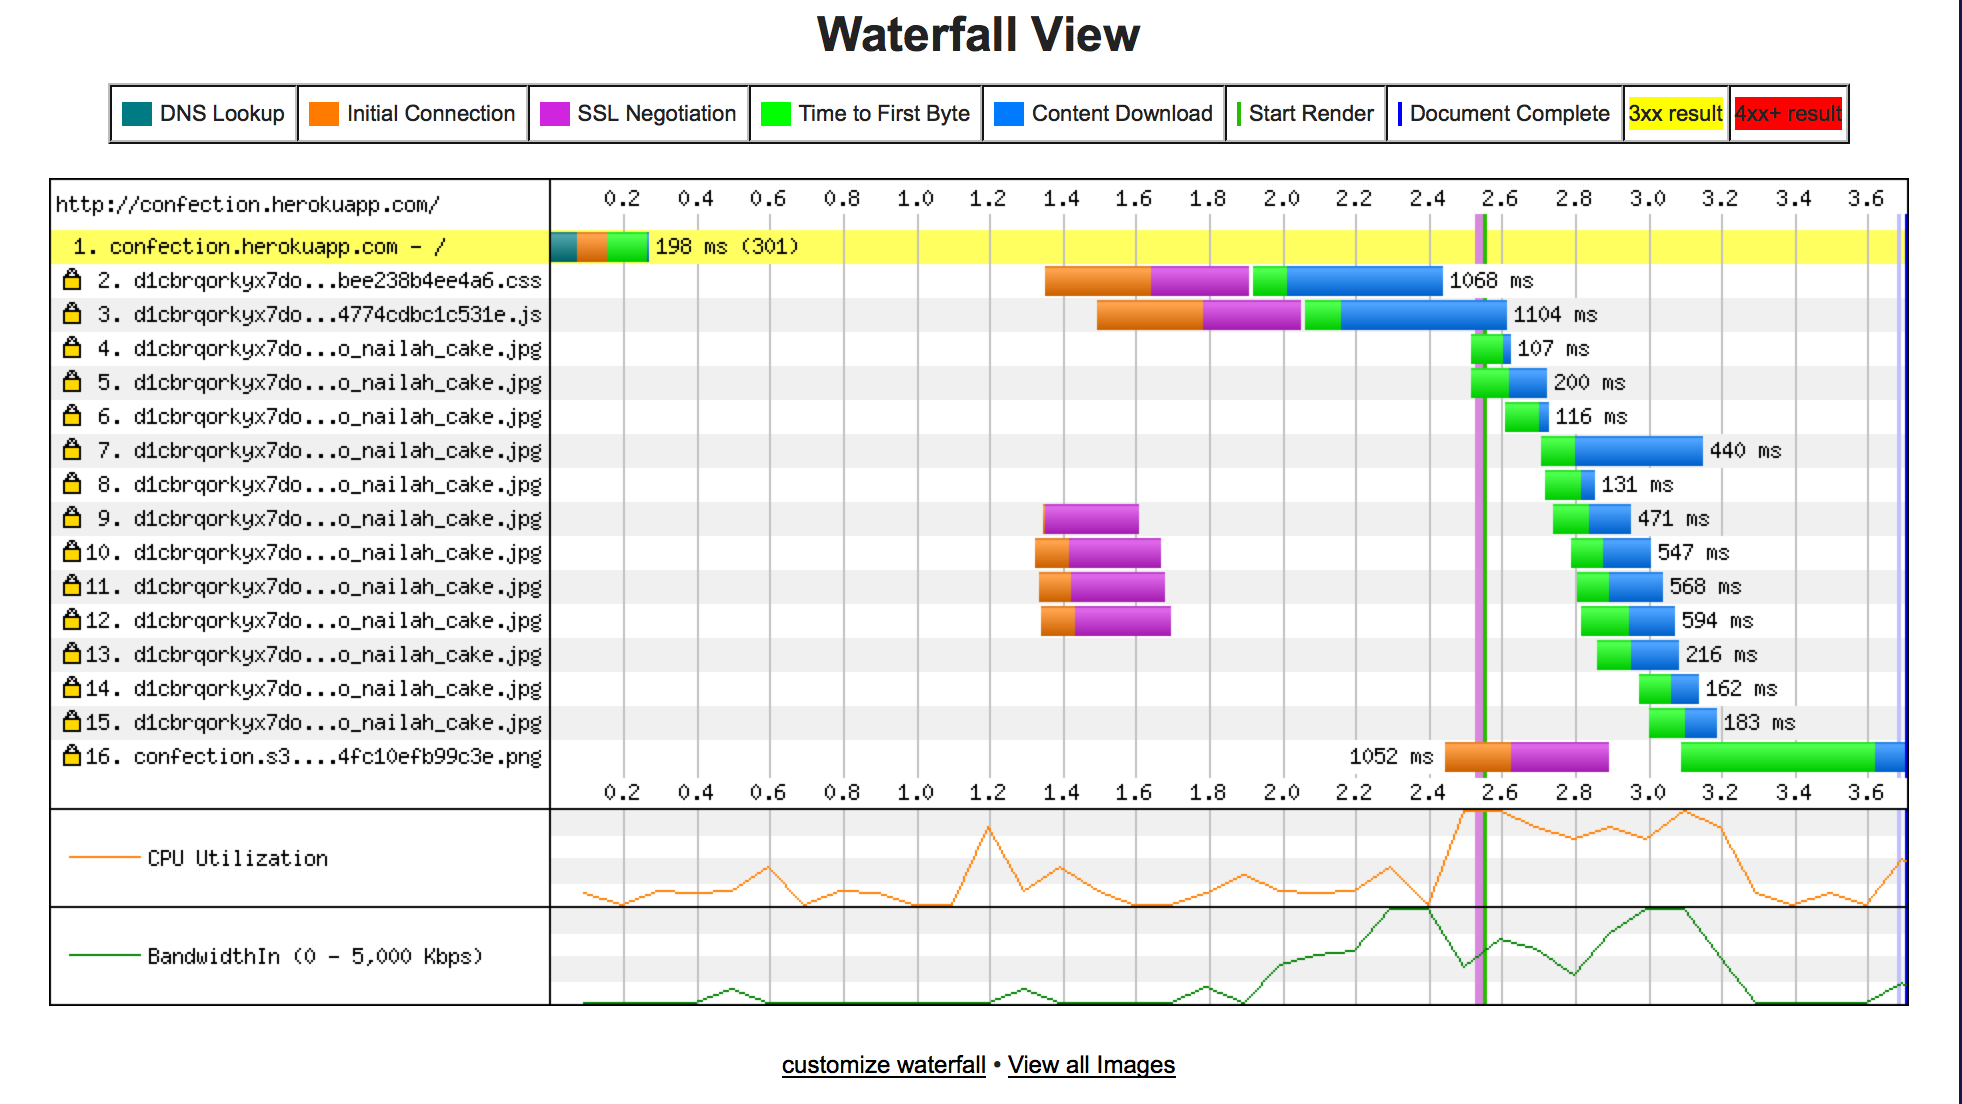 Waterfall View
DNS Lookup Initial Connection SSL Negotiation Time to First Byte Content Download Start Render Document Complete 3xx result 4xx+ result
http://confection.herokuapp.com/ 0.2 0.4 0.6 0.8 1.0 1.2 1.4 1.6 1.8 2.0 2.2 2.4 2.6 2.8 3.0 3.2 3.4 3.6
1. confection.herokuapp.com - / 198 ms (301)
2. d1cbrqorkyx7do...bee238b4ee4a6.css 1068 ms
3. d1cbrqorkyx7do...4774cdbc1c531e.js 1104 ms
4. d1cbrqorkyx7do...o_nailah_cake.jpg 107 ms
5. d1cbrqorkyx7do...o_nailah_cake.jpg 200 ms
6. d1cbrqorkyx7do...o_nailah_cake.jpg 116 ms
7. d1cbrqorkyx7do...o_nailah_cake.jpg 440 ms
8. d1cbrqorkyx7do...o_nailah_cake.jpg 131 ms
9. d1cbrqorkyx7do...o_nailah_cake.jpg 471 ms
10. d1cbrqorkyx7do...o_nailah_cake.jpg 547 ms
11. d1cbrqorkyx7do...o_nailah_cake.jpg 568 ms
12. d1cbrqorkyx7do...o_nailah_cake.jpg 594 ms
13. d1cbrqorkyx7do...o_nailah_cake.jpg 216 ms
14. d1cbrqorkyx7do...o_nailah_cake.jpg 162 ms
15. d1cbrqorkyx7do...o_nailah_cake.jpg 183 ms
16. confection.s3....4fc10efb99c3e.png 1052 ms
0.2 0.4 0.6 0.8 1.0 1.2 1.4 1.6 1.8 2.0 2.2 2.4 2.6 2.8 3.0 3.2 3.4 3.6
CPU Utilization
BandwidthIn (0 - 5,000 Kbps)
customize waterfall • View all Images